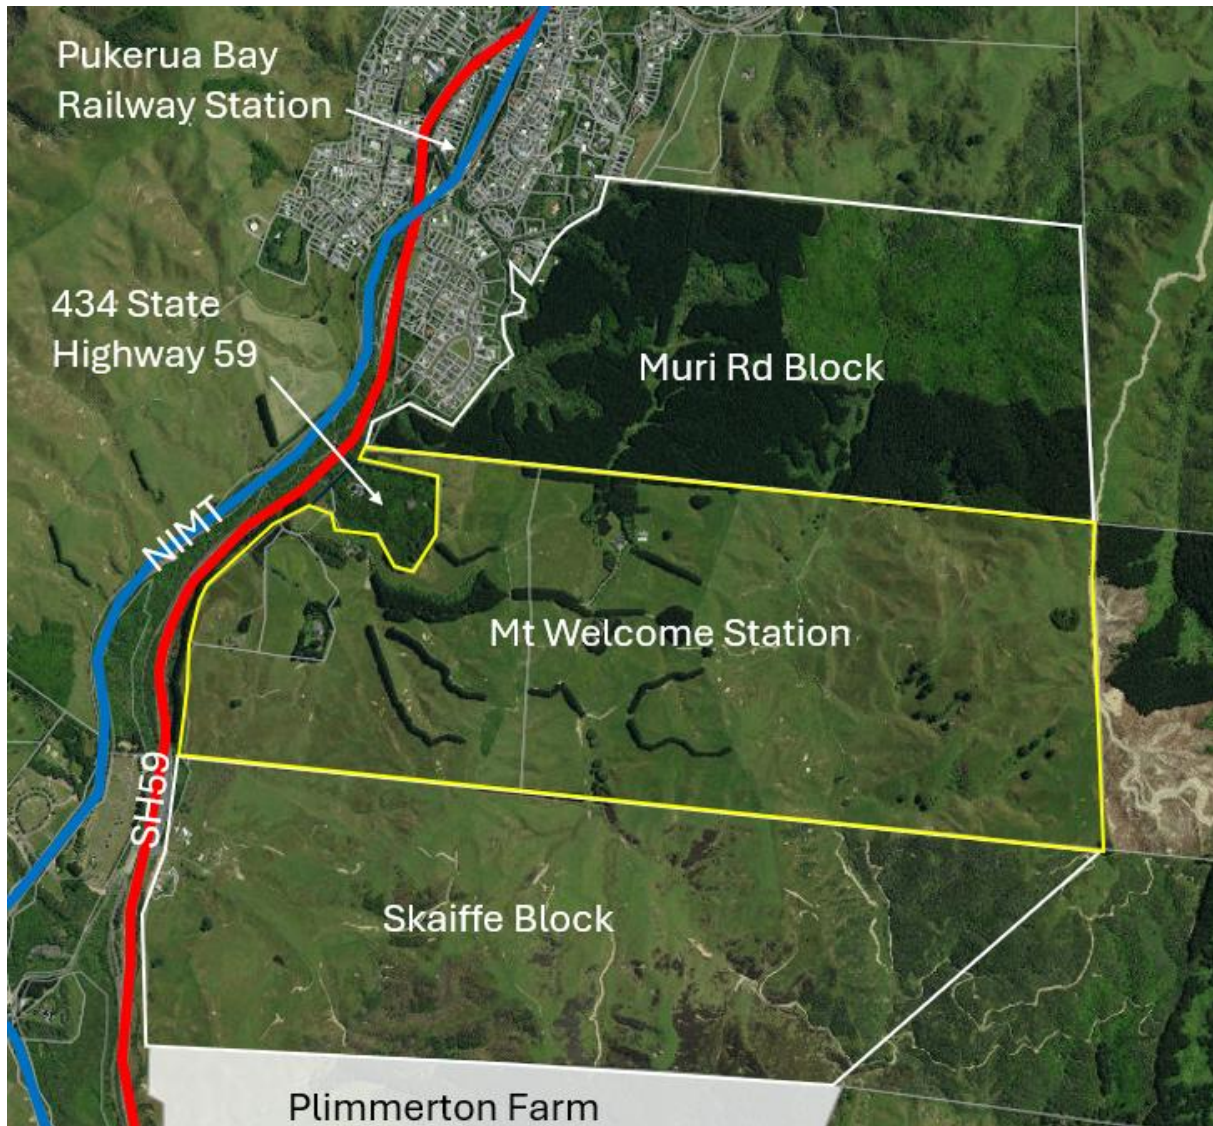 Pukerua Bay
Railway Station
434 State
Highway 59
Muri Rd Block
NIMT
Mt Welcome Station
SH59
Skaiffe Block
Plimmerton Farm